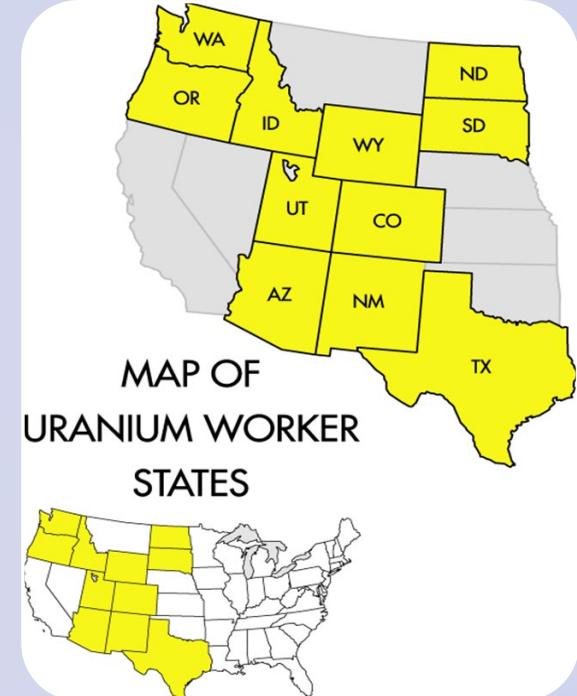 WA
ND
OR
SD
ID
WY
UT
CO
AZ
NM
TX
MAP OF
URANIUM WORKER
STATES